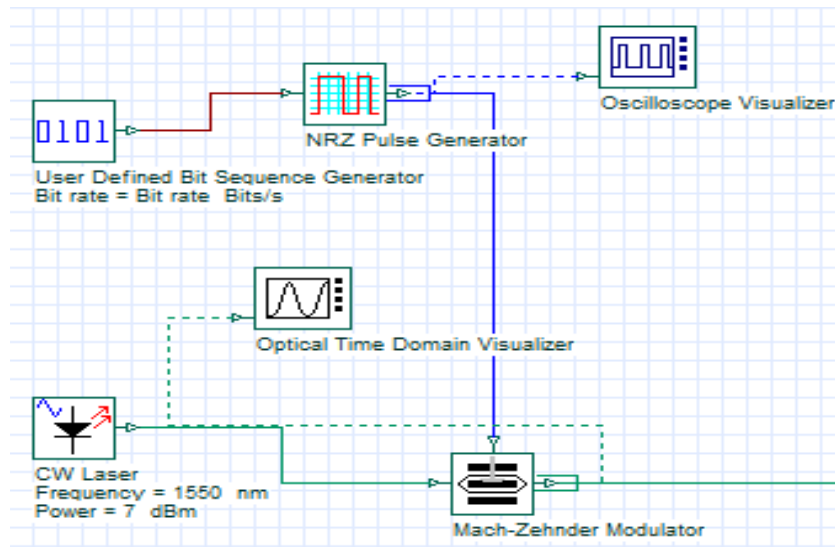 Oscilloscope Visualizer
NRZ Pulse Generator
0101
User Defined Bit Sequence Generator
Bit rate = Bit rate  Bits/s
Optical Time Domain Visualizer
CW Laser
Frequency = 1550  nm
Power = 7  dBm
Mach-Zehnder Modulator